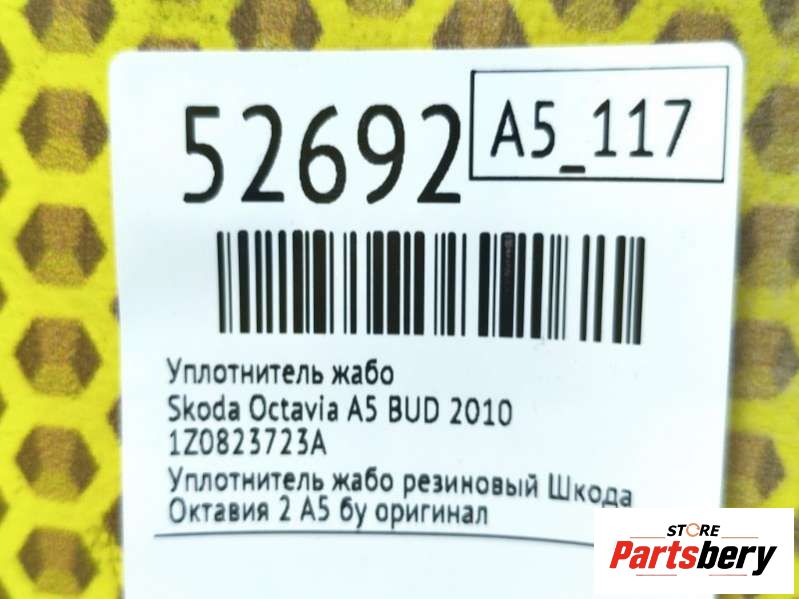 52692
A5_117
Уплотнитель жабо
Skoda Octavia A5 BUD 2010
1Z0823723A
Уплотнитель жабо резиновый Шкода
Октавия 2 А5 бу оригинал
STORE
Partsbery